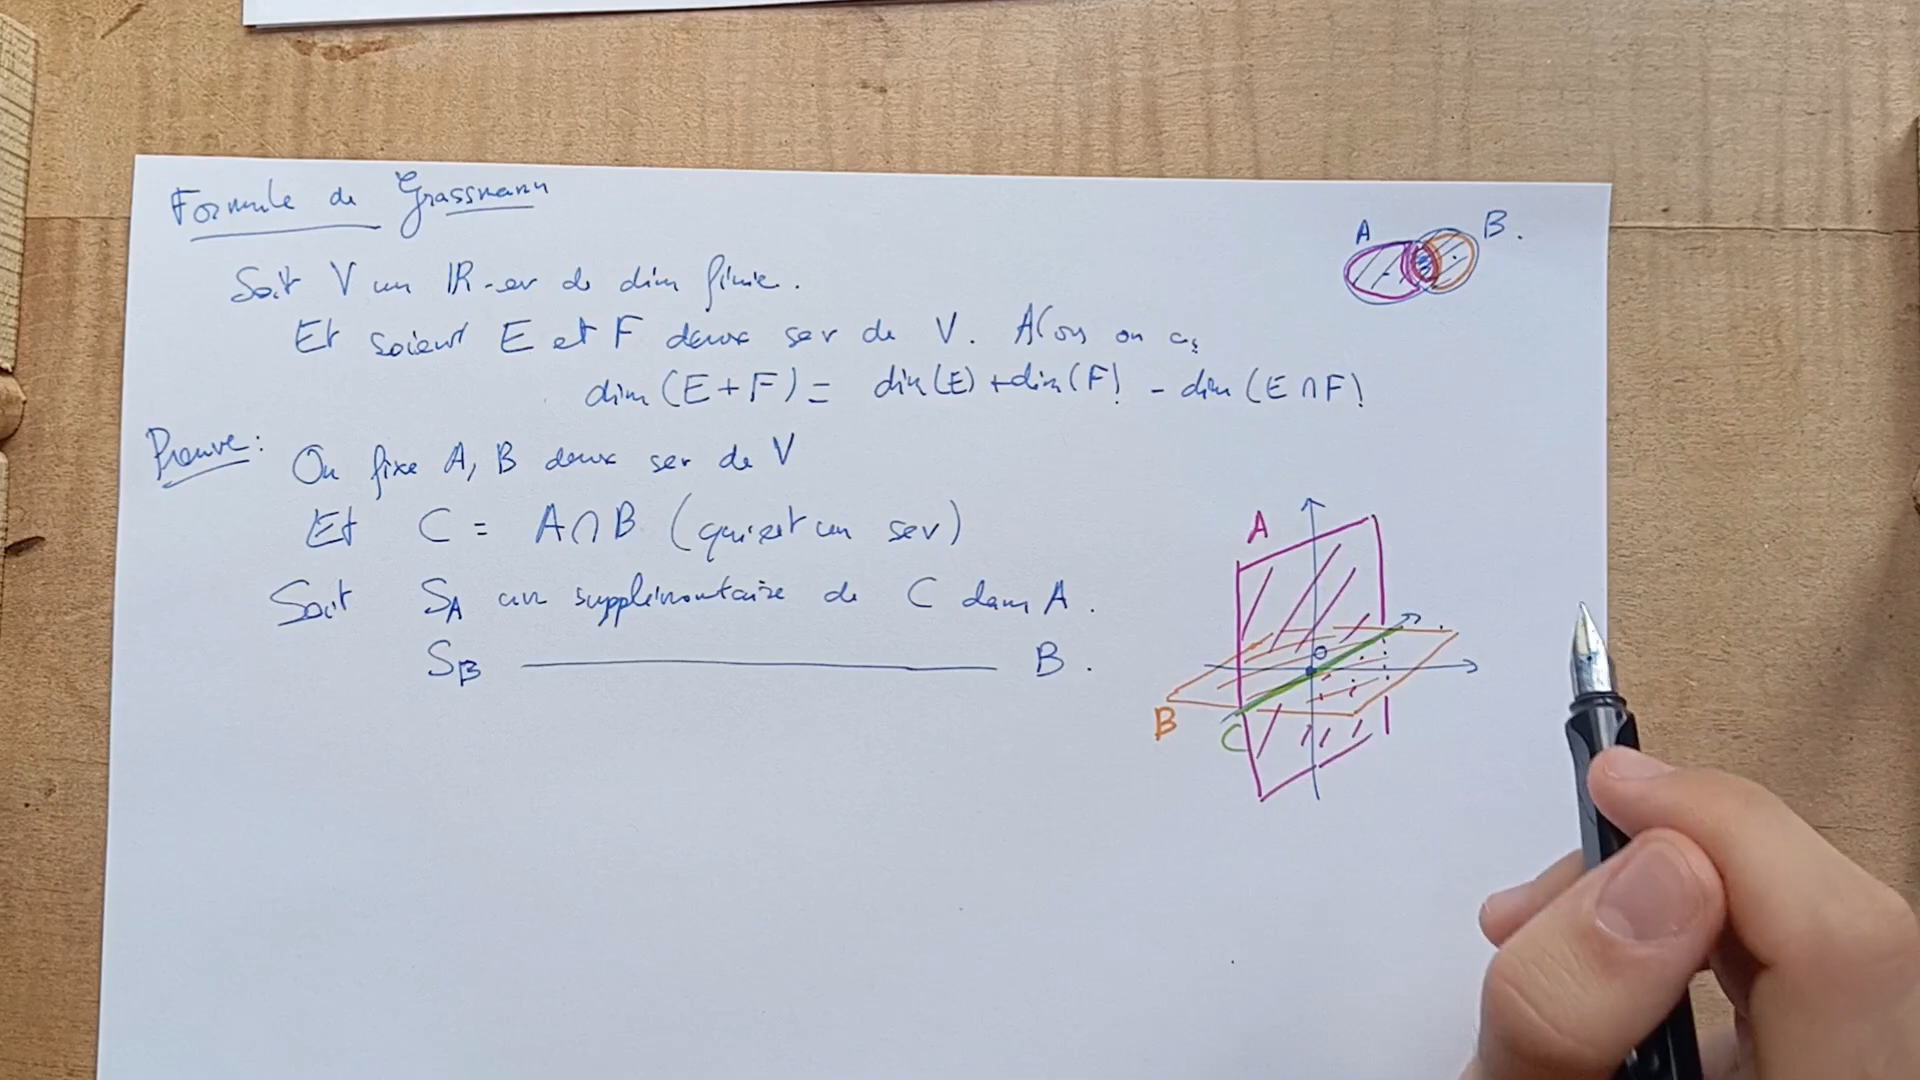 Formule de Grassmann
A B.
Soit V un IR-ev de dim finie.
Et soient E et F deux sev de V. Alors on a:
dim (E + F) = dim(E) + dim(F) - dim (E ∩ F)
Preuve: On fixe A, B deux sev de V
Et C = A ∩ B (qui est un sev)
Soit S_A un supplémentaire de C dans A.
S_B ———————— B.
A
O
B
C